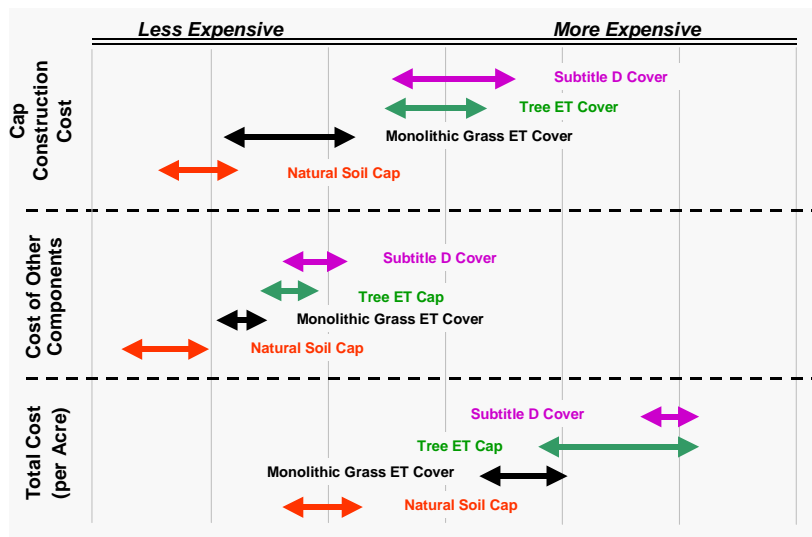 Less Expensive
More Expensive
Cap
Construction
Cost
Subtitle D Cover
Tree ET Cover
Monolithic Grass ET Cover
Natural Soil Cap
Cost of Other
Components
Subtitle D Cover
Tree ET Cap
Monolithic Grass ET Cover
Natural Soil Cap
Total Cost
(per Acre)
Subtitle D Cover
Tree ET Cap
Monolithic Grass ET Cover
Natural Soil Cap